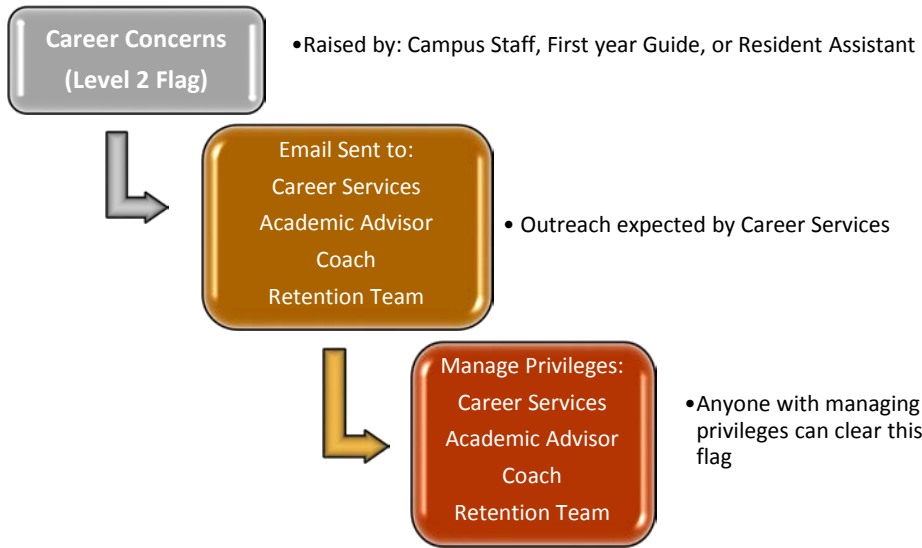 Career Concerns
(Level 2 Flag)
•Raised by: Campus Staff, First year Guide, or Resident Assistant
Email Sent to:
Career Services
Academic Advisor
Coach
Retention Team
• Outreach expected by Career Services
Manage Privileges:
Career Services
Academic Advisor
Coach
Retention Team
•Anyone with managing
privileges can clear this
flag